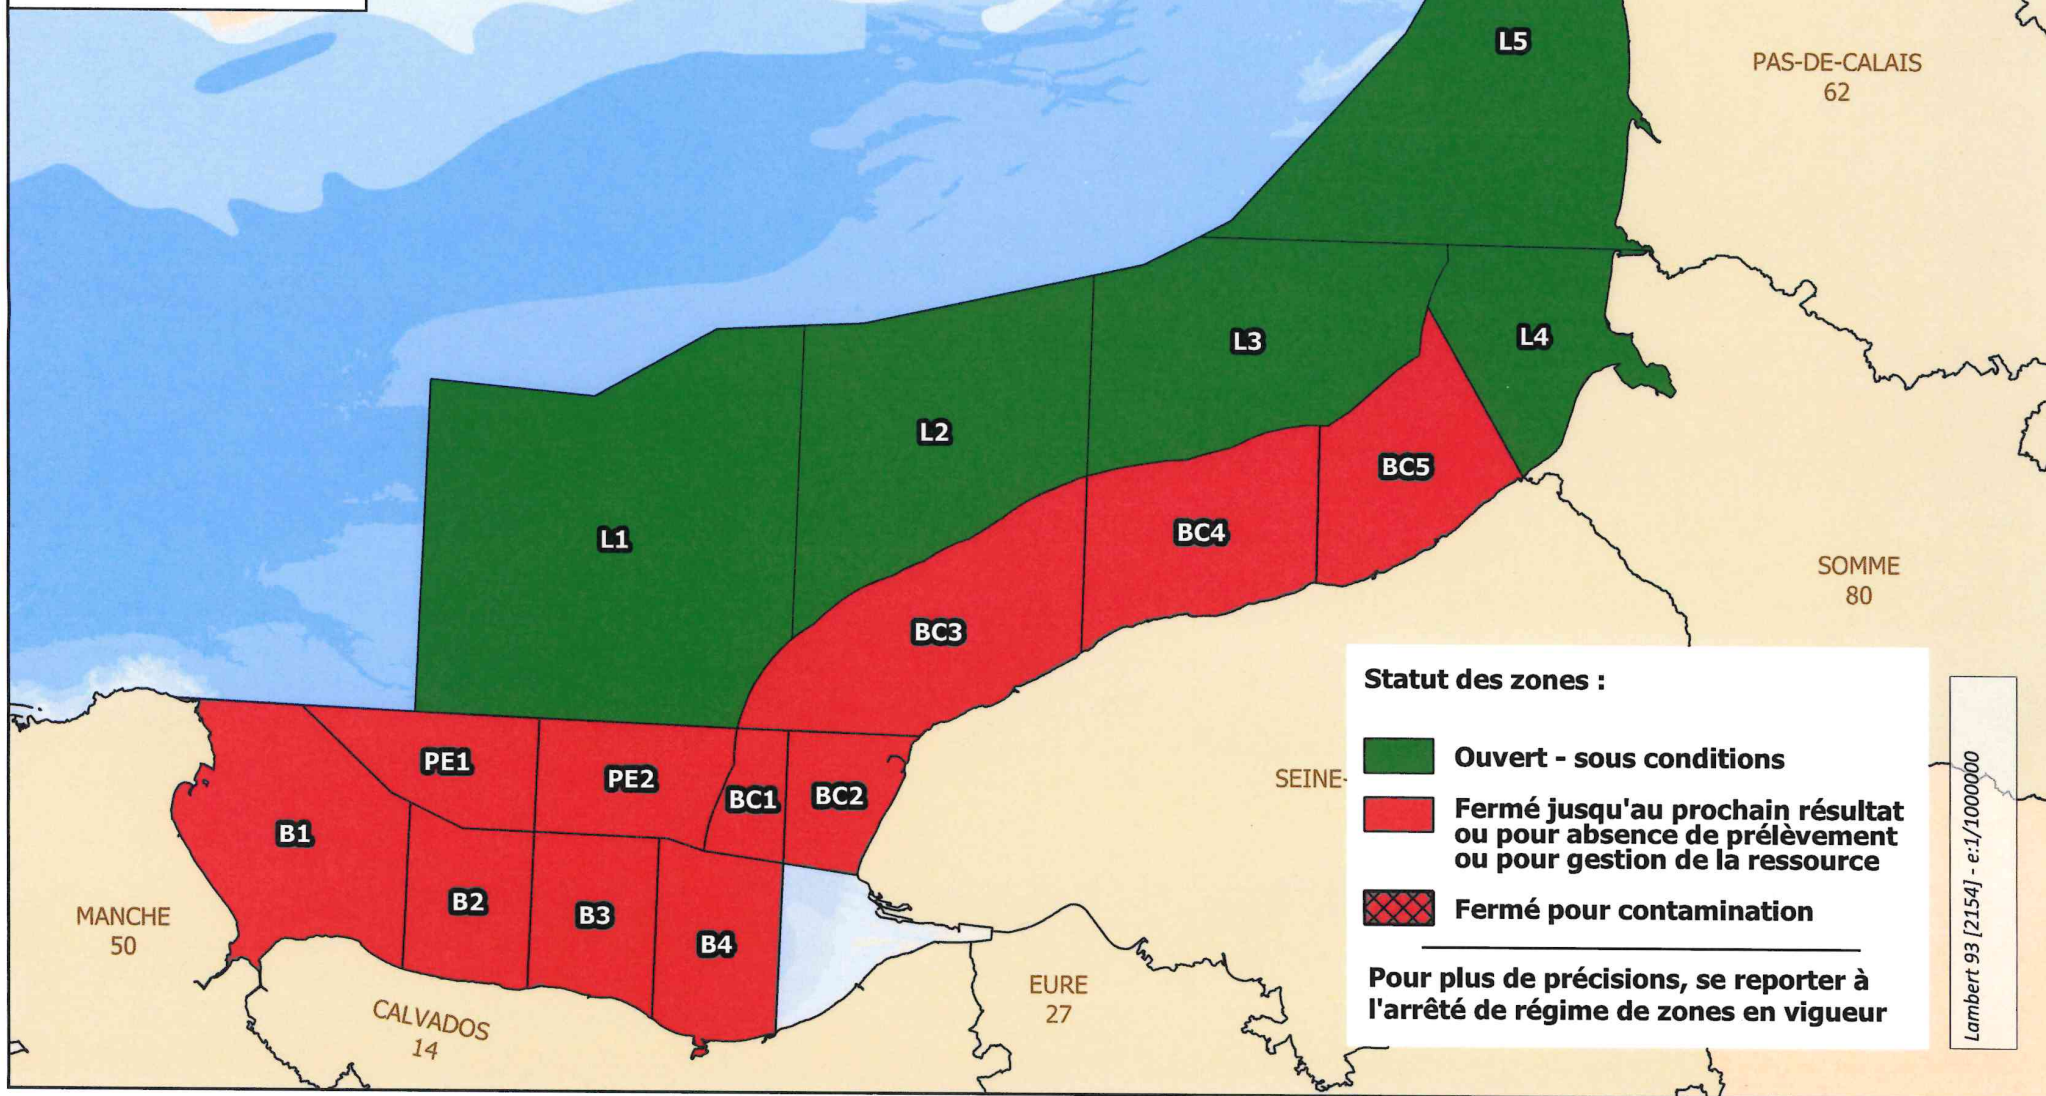 L5
PAS-DE-CALAIS
62
L3
L4
L2
BC5
L1
BC4
SOMME
80
BC3
PE1
PE2
BC1
BC2
B1
B2
B3
B4
MANCHE
50
CALVADOS
14
EURE
27
SEINE-
Statut des zones :
Ouvert - sous conditions
Fermé jusqu'au prochain résultat
ou pour absence de prélèvement
ou pour gestion de la ressource
Fermé pour contamination
Pour plus de précisions, se reporter à
l'arrêté de régime de zones en vigueur
Lambert 93 [2154] - e:1/1000000